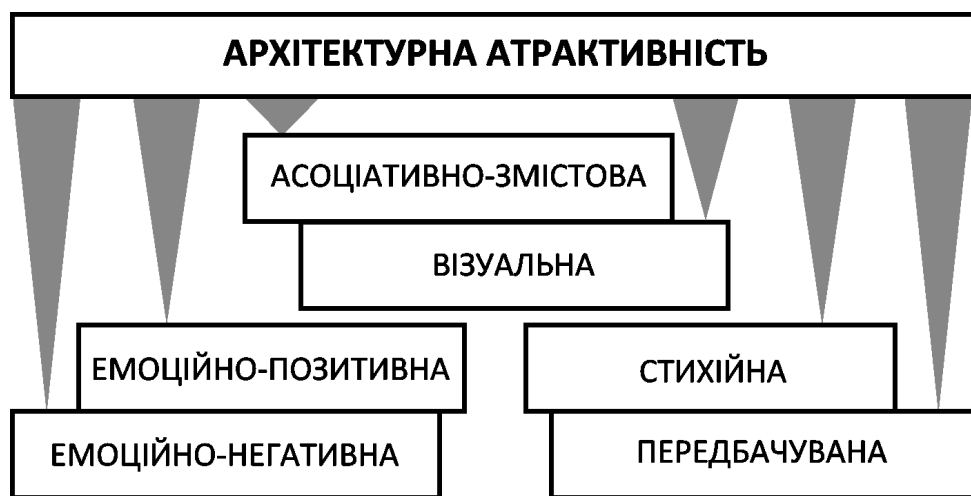 АРХІТЕКТУРНА АТРАКТИВНІСТЬ
АСОЦІАТИВНО-ЗМІСТОВА
ВІЗУАЛЬНА
ЕМОЦІЙНО-ПОЗИТИВНА
СТИХІЙНА
ЕМОЦІЙНО-НЕГАТИВНА
ПЕРЕДБАЧУВАНА